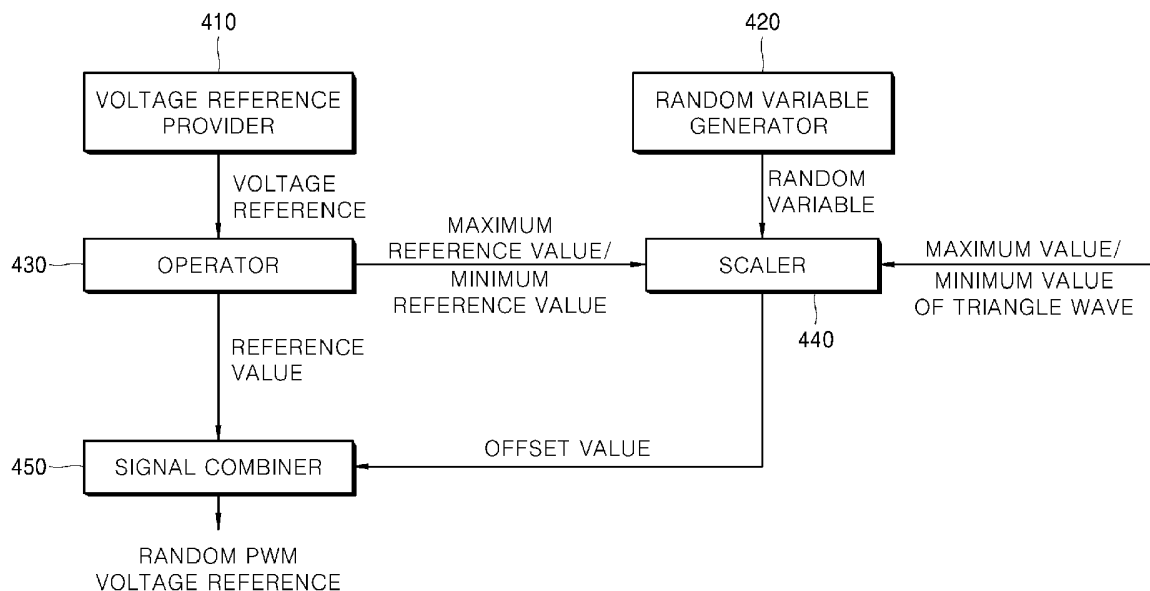 410
420
VOLTAGE REFERENCE
PROVIDER
RANDOM VARIABLE
GENERATOR
VOLTAGE
REFERENCE
RANDOM
VARIABLE
430
OPERATOR
MAXIMUM
REFERENCE VALUE/
MINIMUM
REFERENCE VALUE
SCALER
MAXIMUM VALUE/
MINIMUM VALUE
OF TRIANGLE WAVE
440
REFERENCE
VALUE
450
SIGNAL COMBINER
OFFSET VALUE
RANDOM PWM
VOLTAGE REFERENCE